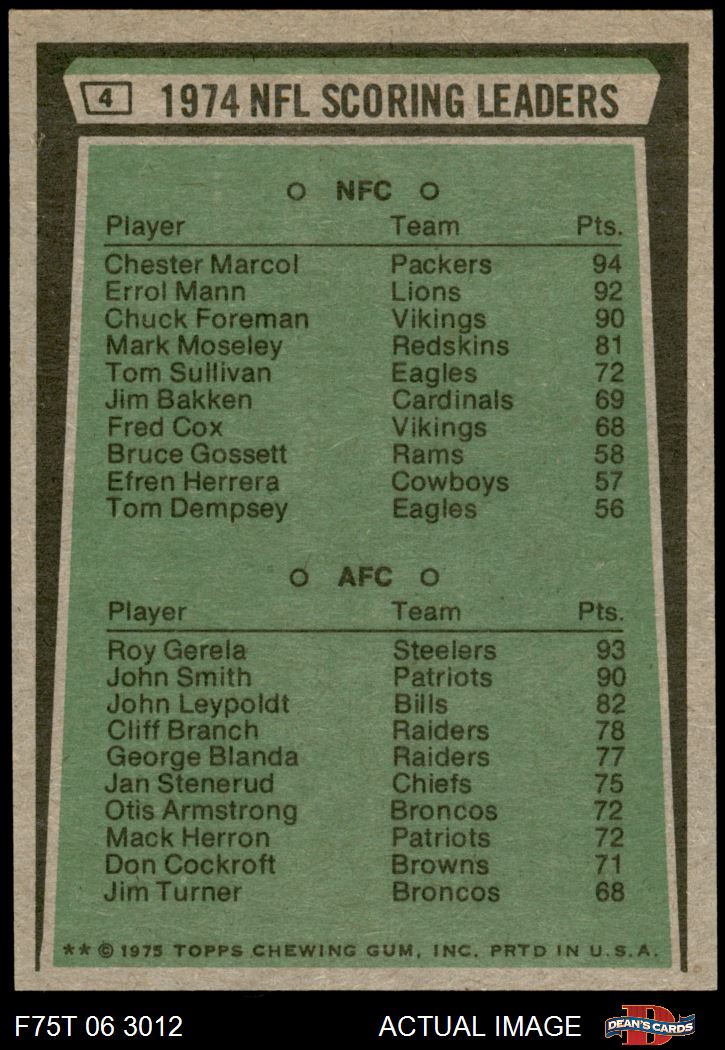 4 1974 NFL SCORING LEADERS
O NFC O
Player Team Pts.
Chester Marcol Packers 94
Errol Mann Lions 92
Chuck Foreman Vikings 90
Mark Moseley Redskins 81
Tom Sullivan Eagles 72
Jim Bakken Cardinals 69
Fred Cox Vikings 68
Bruce Gossett Rams 58
Efren Herrera Cowboys 57
Tom Dempsey Eagles 56
O AFC O
Player Team Pts.
Roy Gerela Steelers 93
John Smith Patriots 90
John Leypoldt Bills 82
Cliff Branch Raiders 78
George Blanda Raiders 77
Jan Stenerud Chiefs 75
Otis Armstrong Broncos 72
Mack Herron Patriots 72
Don Cockroft Browns 71
Jim Turner Broncos 68
** © 1975 TOPPS CHEWING GUM, INC. PRTD IN U.S.A.
F75T 06 3012 ACTUAL IMAGE D DEAN'S CARDS